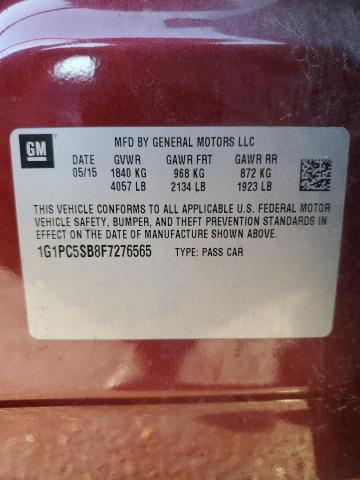 GM
MFD BY GENERAL MOTORS LLC
DATE GVWR GAWR FRT GAWR RR
05/15 1840 KG 968 KG 872 KG
4057 LB 2134 LB 1923 LB
THIS VEHICLE CONFORMS TO ALL APPLICABLE U.S. FEDERAL MOTOR
VEHICLE SAFETY, BUMPER, AND THEFT PREVENTION STANDARDS IN
EFFECT ON THE DATE OF MANUFACTURE SHOWN ABOVE.
1G1PC5SB8F7276565 TYPE: PASS CAR